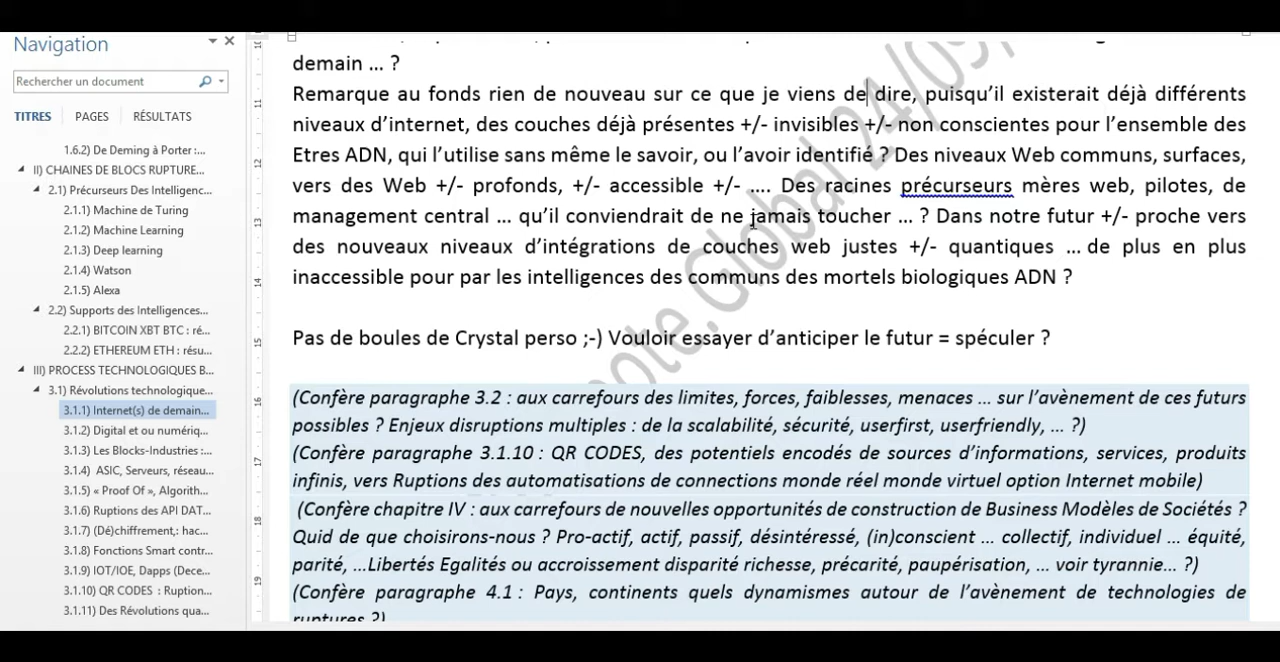 Navigation
Rechercher un document
TITRES PAGES RÉSULTATS
1.6.2) De Deming à Porter :...
II) CHAINES DE BLOCS RUPTURE...
2.1) Précurseurs Des Intelligenc...
2.1.1) Machine de Turing
2.1.2) Machine Learning
2.1.3) Deep learning
2.1.4) Watson
2.1.5) Alexa
2.2) Supports des Intelligences...
2.2.1) BITCOIN XBT BTC : ré...
2.2.2) ETHEREUM ETH : résu...
III) PROCESS TECHNOLOGIQUES B...
3.1) Révolutions technologique...
3.1.1) Internet(s) de demain...
3.1.2) Digital et ou numériq...
3.1.3) Les Blocks-Industries :...
3.1.4) ASIC, Serveurs, réseau...
3.1.5) « Proof Of », Algorith...
3.1.6) Ruptions des API DAT...
3.1.7) (Dé)chiffrement,: hac...
3.1.8) Fonctions Smart contr...
3.1.9) IOT/IOE, Dapps (Dece...
3.1.10) QR CODES : Ruption...
3.1.11) Des Révolutions qua...
demain ... ?
Remarque au fonds rien de nouveau sur ce que je viens de dire, puisqu'il existerait déjà différents
niveaux d'internet, des couches déjà présentes +/- invisibles +/- non conscientes pour l'ensemble des
Etres ADN, qui l'utilise sans même le savoir, ou l'avoir identifié ? Des niveaux Web communs, surfaces,
vers des Web +/- profonds, +/- accessible +/- .... Des racines précurseurs mères web, pilotes, de
management central ... qu'il conviendrait de ne jamais toucher ... ? Dans notre futur +/- proche vers
des nouveaux niveaux d'intégrations de couches web justes +/- quantiques ... de plus en plus
inaccessible pour par les intelligences des communs des mortels biologiques ADN ?
Pas de boules de Crystal perso ;-) Vouloir essayer d'anticiper le futur = spéculer ?
(Confère paragraphe 3.2 : aux carrefours des limites, forces, faiblesses, menaces ... sur l'avènement de ces futurs
possibles ? Enjeux disruptions multiples : de la scalabilité, sécurité, userfirst, userfriendly, ... ?)
(Confère paragraphe 3.1.10 : QR CODES, des potentiels encodés de sources d'informations, services, produits
infinis, vers Ruptions des automatisations de connections monde réel monde virtuel option Internet mobile)
(Confère chapitre IV : aux carrefours de nouvelles opportunités de construction de Business Modèles de Sociétés ?
Quid de que choisirons-nous ? Pro-actif, actif, passif, désintéressé, (in)conscient ... collectif, individuel ... équité,
parité, ...Libertés Egalités ou accroissement disparité richesse, précarité, paupérisation, ... voir tyrannie... ?)
(Confère paragraphe 4.1 : Pays, continents quels dynamismes autour de l'avènement de technologies de
ruptures ?)
ote.Global 24/09/